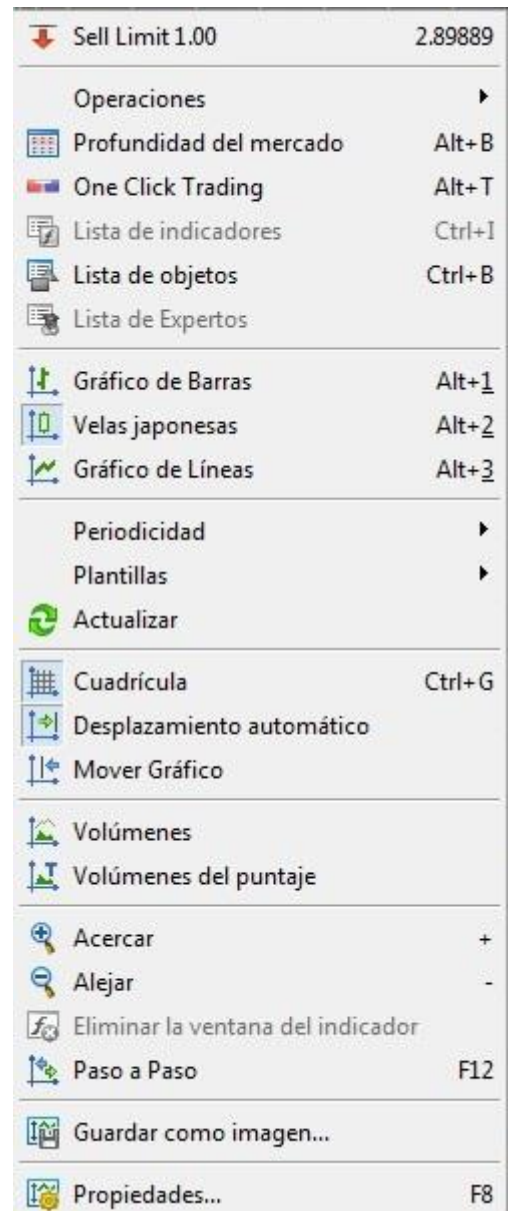 Sell Limit 1.00 2.89889
Operaciones
Profundidad del mercado Alt+B
One Click Trading Alt+T
Lista de indicadores Ctrl+I
Lista de objetos Ctrl+B
Lista de Expertos
Gráfico de Barras Alt+1
Velas japonesas Alt+2
Gráfico de Líneas Alt+3
Periodicidad
Plantillas
Actualizar
Cuadrícula Ctrl+G
Desplazamiento automático
Mover Gráfico
Volúmenes
Volúmenes del puntaje
Acercar +
Alejar -
Eliminar la ventana del indicador
Paso a Paso F12
Guardar como imagen...
Propiedades... F8